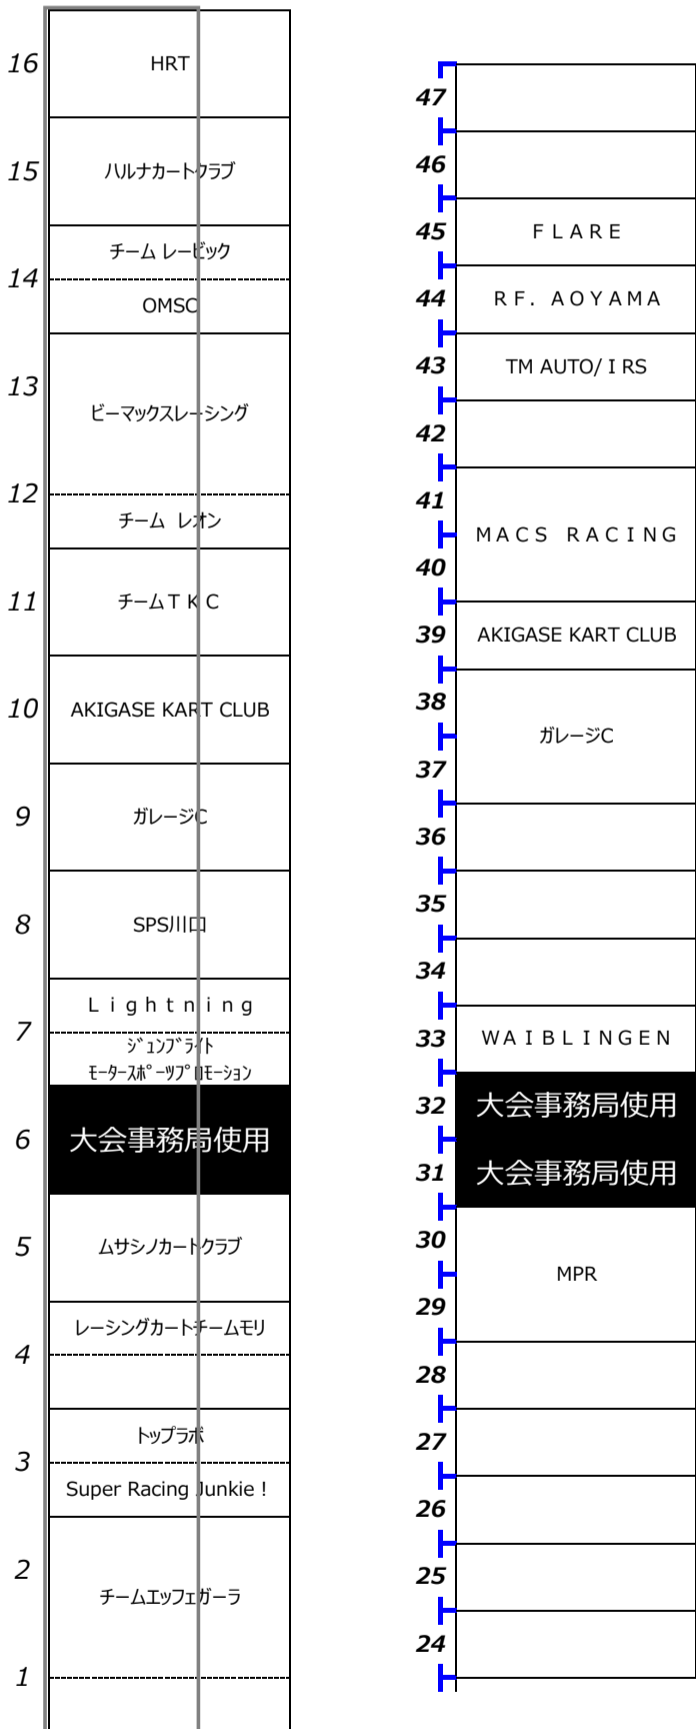 16
HRT
15
ハルナカートクラブ
チーム レービック
14
OMSC
13
ビーマックスレーシング
12
チーム レオン
11
チームＴＫＣ
10
AKIGASE KART CLUB
9
ガレージC
8
SPS川口
Ｌｉｇｈｔｎｉｎｇ
7
ｼﾞｭﾝﾌﾞﾗｲﾄ
ﾓｰﾀｰｽﾎﾟｰﾂﾌﾟﾛﾓｰｼｮﾝ
6
大会事務局使用
5
ムサシノカートクラブ
レーシングカートチームモリ
4
トップラボ
3
Super Racing Junkie !
2
チームエッフェガーラ
1
47
46
45
ＦＬＡＲＥ
44
ＲＦ．ＡＯＹＡＭＡ
43
TM AUTO/ＩRS
42
41
ＭＡＣＳ ＲＡＣＩＮＧ
40
39
AKIGASE KART CLUB
38
ガレージC
37
36
35
34
33
ＷＡＩＢＬＩＮＧＥＮ
32
大会事務局使用
31
大会事務局使用
30
MPR
29
28
27
26
25
24